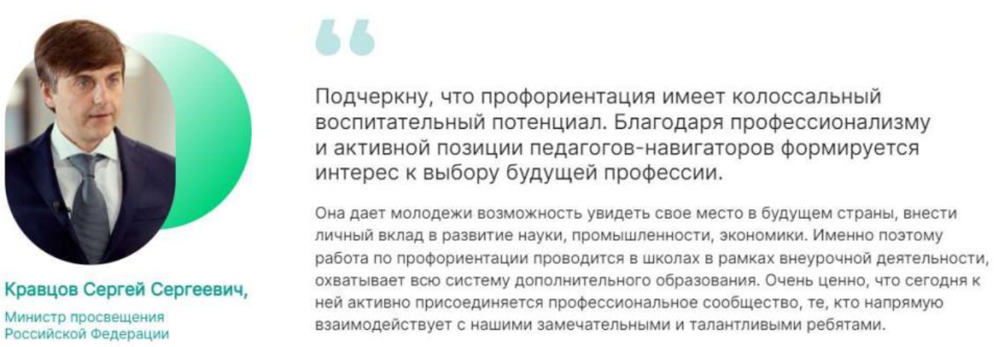 Подчеркну, что профориентация имеет колоссальный
воспитательный потенциал. Благодаря профессионализму
и активной позиции педагогов-навигаторов формируется
интерес к выбору будущей профессии.
Она дает молодежи возможность увидеть свое место в будущем страны, внести
личный вклад в развитие науки, промышленности, экономики. Именно поэтому
работа по профориентации проводится в школах в рамках внеурочной деятельности,
охватывает всю систему дополнительного образования. Очень ценно, что сегодня к
ней активно присоединяется профессиональное сообщество, те, кто напрямую
взаимодействует с нашими замечательными и талантливыми ребятами.
Кравцов Сергей Сергеевич,
Министр просвещения
Российской Федерации